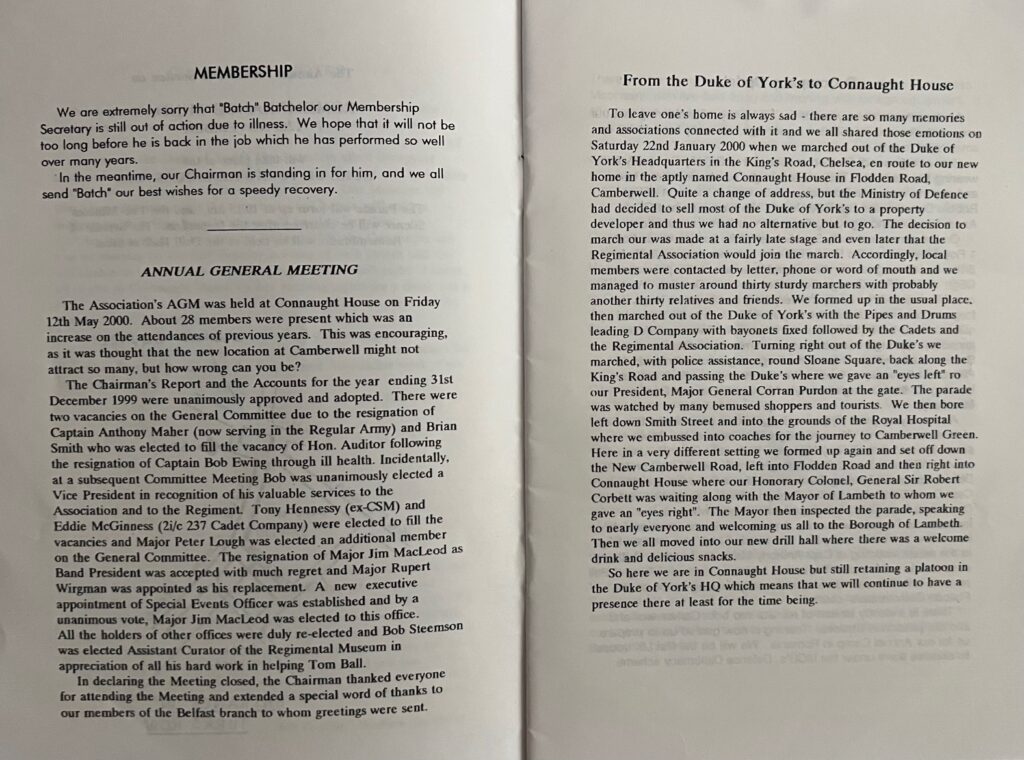 MEMBERSHIP
We are extremely sorry that "Batch" Batchelor our Membership
Secretary is still out of action due to illness. We hope that it will not be
too long before he is back in the job which he has performed so well
over many years.
In the meantime, our Chairman is standing in for him, and we all
send "Batch" our best wishes for a speedy recovery.
ANNUAL GENERAL MEETING
The Association's AGM was held at Connaught House on Friday
12th May 2000. About 28 members were present which was an
increase on the attendances of previous years. This was encouraging,
as it was thought that the new location at Camberwell might not
attract so many, but how wrong can you be?
The Chairman's Report and the Accounts for the year ending 31st
December 1999 were unanimously approved and adopted. There were
two vacancies on the General Committee due to the resignation of
Captain Anthony Maher (now serving in the Regular Army) and Brian
Smith who was elected to fill the vacancy of Hon. Auditor following
the resignation of Captain Bob Ewing through ill health. Incidentally,
at a subsequent Committee Meeting Bob was unanimously elected a
Vice President in recognition of his valuable services to the
Association and to the Regiment. Tony Hennessy (ex-CSM) and
Eddie McGinness (2i/c 237 Cadet Company) were elected to fill the
vacancies and Major Peter Lough was elected an additional member
on the General Committee. The resignation of Major Jim MacLeod as
Band President was accepted with much regret and Major Rupert
Wirgman was appointed as his replacement. A new executive
appointment of Special Events Officer was established and by a
unanimous vote, Major Jim MacLeod was elected to this office.
All the holders of other offices were duly re-elected and Bob Steemson
was elected Assistant Curator of the Regimental Museum in
appreciation of all his hard work in helping Tom Ball.
In declaring the Meeting closed, the Chairman thanked everyone
for attending the Meeting and extended a special word of thanks to
our members of the Belfast branch to whom greetings were sent.
From the Duke of York's to Connaught House
To leave one's home is always sad - there are so many memories
and associations connected with it and we all shared those emotions on
Saturday 22nd January 2000 when we marched out of the Duke of
York's Headquarters in the King's Road, Chelsea, en route to our new
home in the aptly named Connaught House in Flodden Road,
Camberwell. Quite a change of address, but the Ministry of Defence
had decided to sell most of the Duke of York's to a property
developer and thus we had no alternative but to go. The decision to
march our was made at a fairly late stage and even later that the
Regimental Association would join the march. Accordingly, local
members were contacted by letter, phone or word of mouth and we
managed to muster around thirty sturdy marchers with probably
another thirty relatives and friends. We formed up in the usual place,
then marched out of the Duke of York's with the Pipes and Drums
leading D Company with bayonets fixed followed by the Cadets and
the Regimental Association. Turning right out of the Duke's we
marched, with police assistance, round Sloane Square, back along the
King's Road and passing the Duke's where we gave an "eyes left" ro
our President, Major General Corran Purdon at the gate. The parade
was watched by many bemused shoppers and tourists. We then bore
left down Smith Street and into the grounds of the Royal Hospital
where we embussed into coaches for the journey to Camberwell Green.
Here in a very different setting we formed up again and set off down
the New Camberwell Road, left into Flodden Road and then right into
Connaught House where our Honorary Colonel, General Sir Robert
Corbett was waiting along with the Mayor of Lambeth to whom we
gave an "eyes right". The Mayor then inspected the parade, speaking
to nearly everyone and welcoming us all to the Borough of Lambeth.
Then we all moved into our new drill hall where there was a welcome
drink and delicious snacks.
So here we are in Connaught House but still retaining a platoon in
the Duke of York's HQ which means that we will continue to have a
presence there at least for the time being.